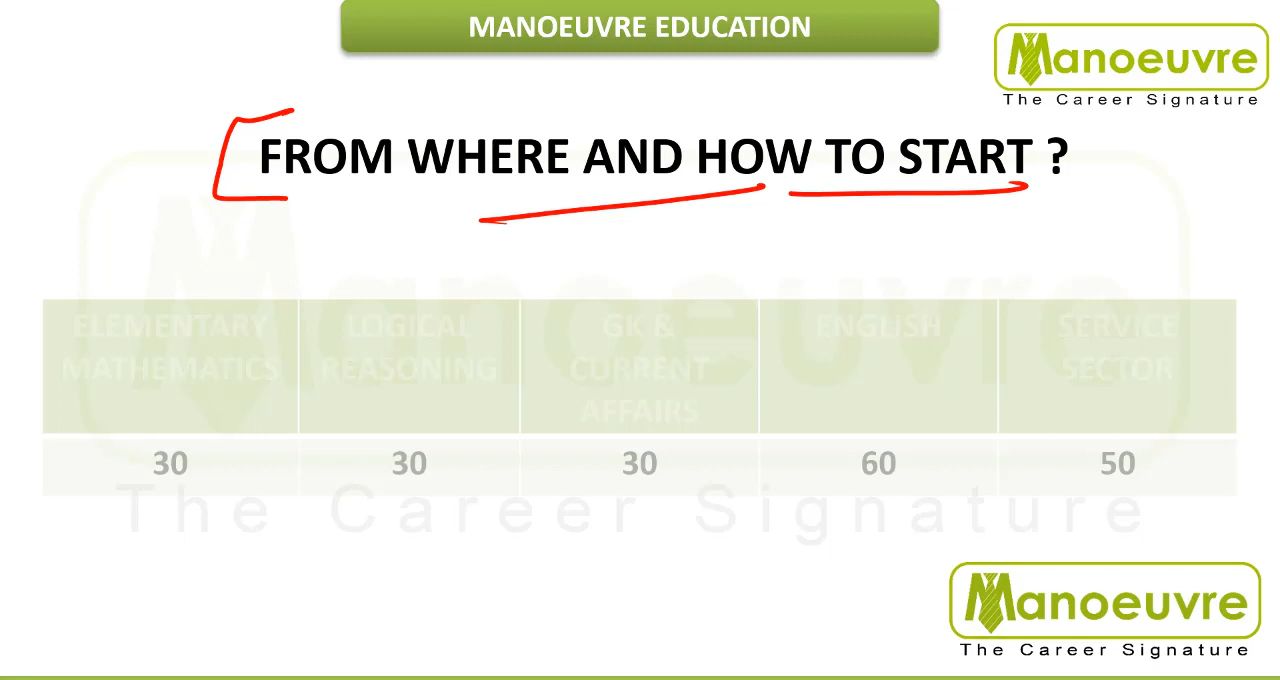 MANOEUVRE EDUCATION
Manoeuvre
The Career Signature
FROM WHERE AND HOW TO START ?
Manoeuvre
ELEMENTARY MATHEMATICS
LOGICAL REASONING
GK & CURRENT AFFAIRS
ENGLISH
SERVICE SECTOR
30 30 30 60 50
The Career Signature
Manoeuvre
The Career Signature